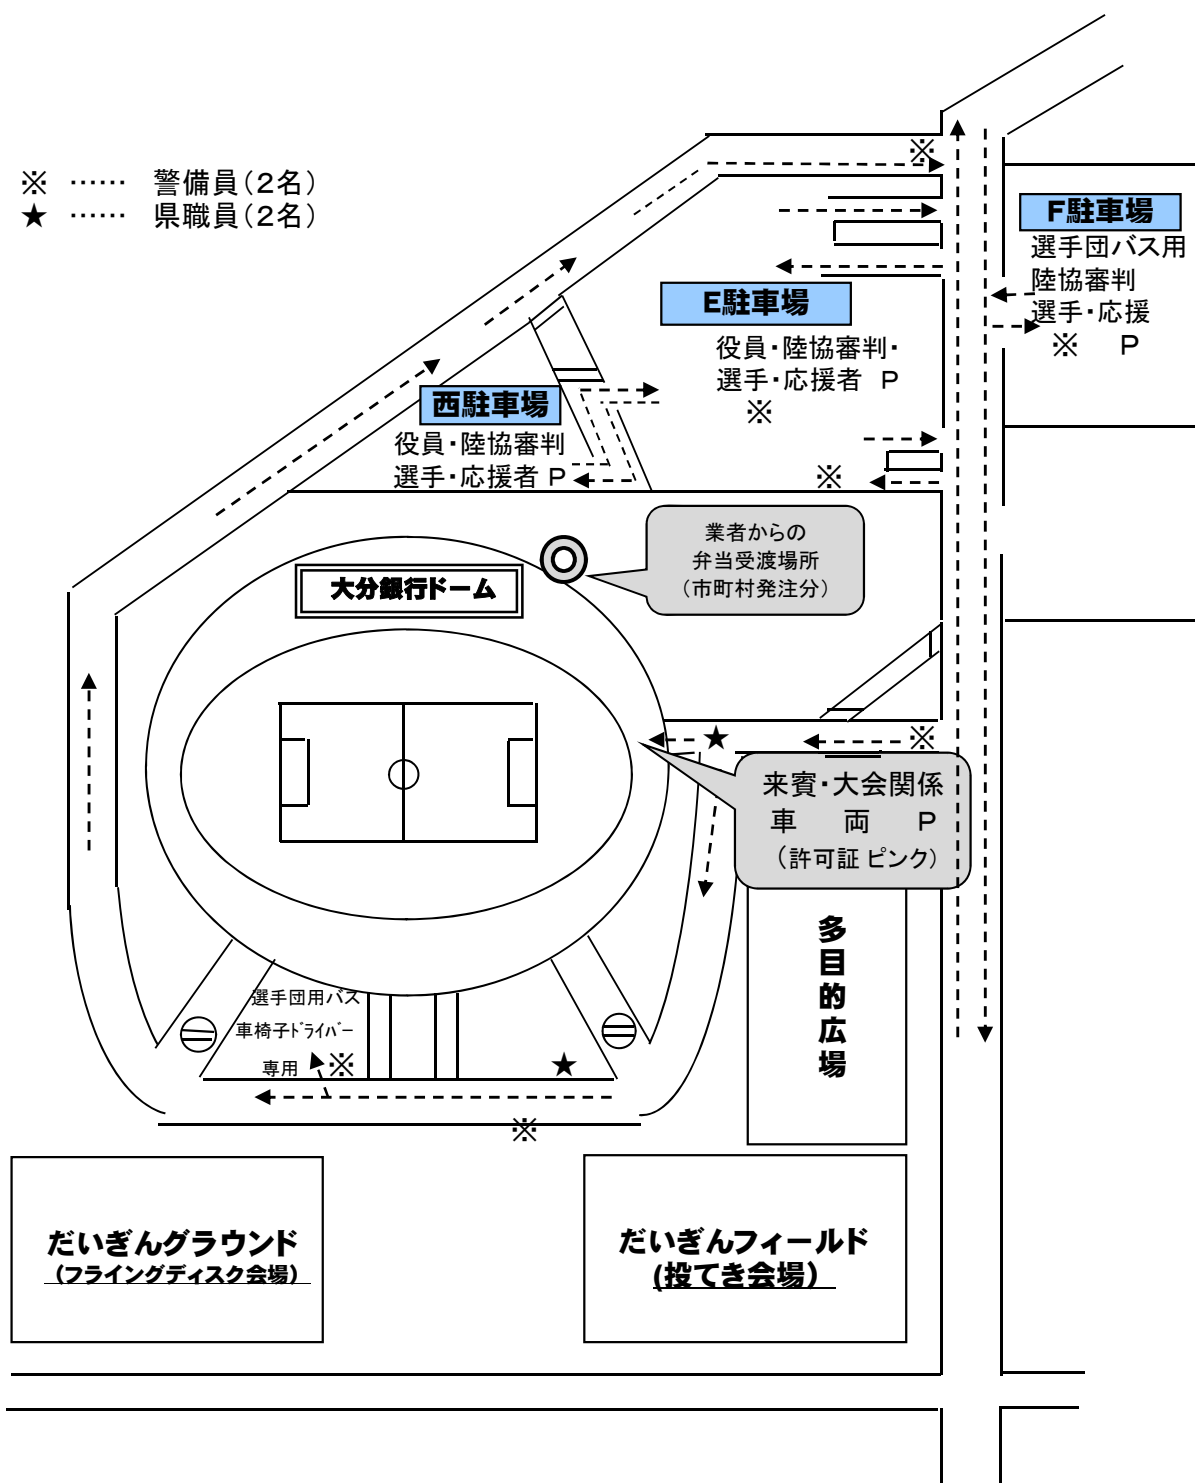 ※ …… 警備員(2名)
★ …… 県職員(2名)
※
F駐車場
選手団バス用
陸協審判
選手・応援
※ P
E駐車場
役員・陸協審判・
選手・応援者 P
※
西駐車場
役員・陸協審判
選手・応援者 P
※
業者からの
弁当受渡場所
(市町村発注分)
大分銀行ドーム
★
※
来賓・大会関係
車 両 P
(許可証 ピンク)
多目的広場
選手団用バス
車椅子ドライバー
専用
※
★
※
だいぎんグラウンド
(フライングディスク会場)
だいぎんフィールド
(投てき会場)